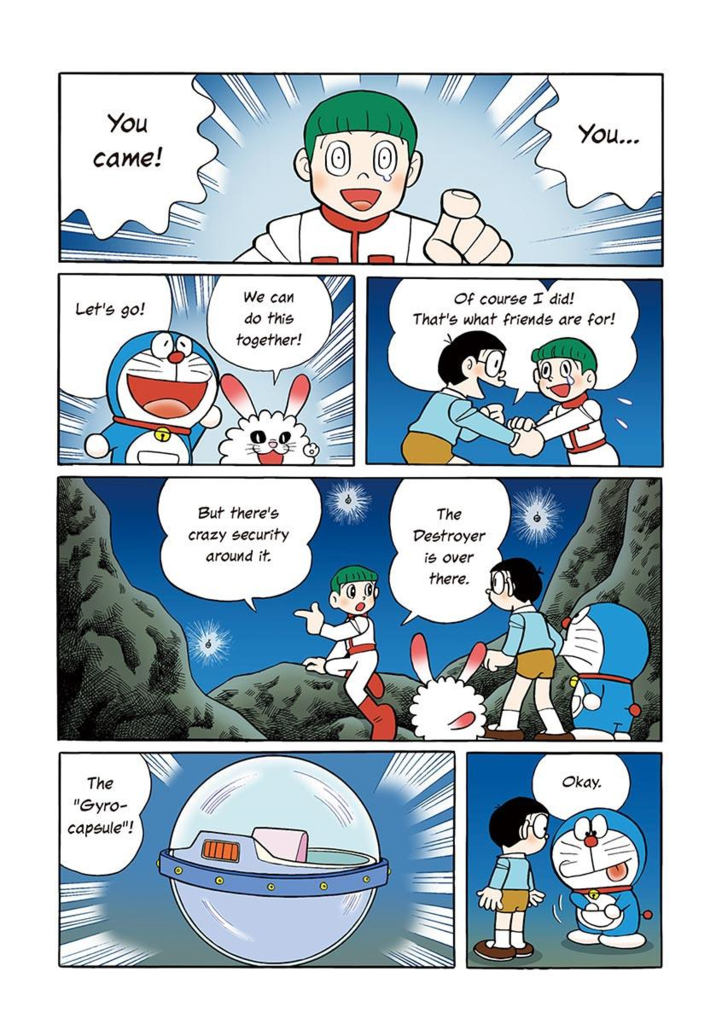 You...
You
came!
Of course I did!
That's what friends are for!
We can
do this
together!
Let's go!
The
Destroyer
is over
there.
But there's
crazy security
around it.
Okay.
The
"Gyro-
capsule"!